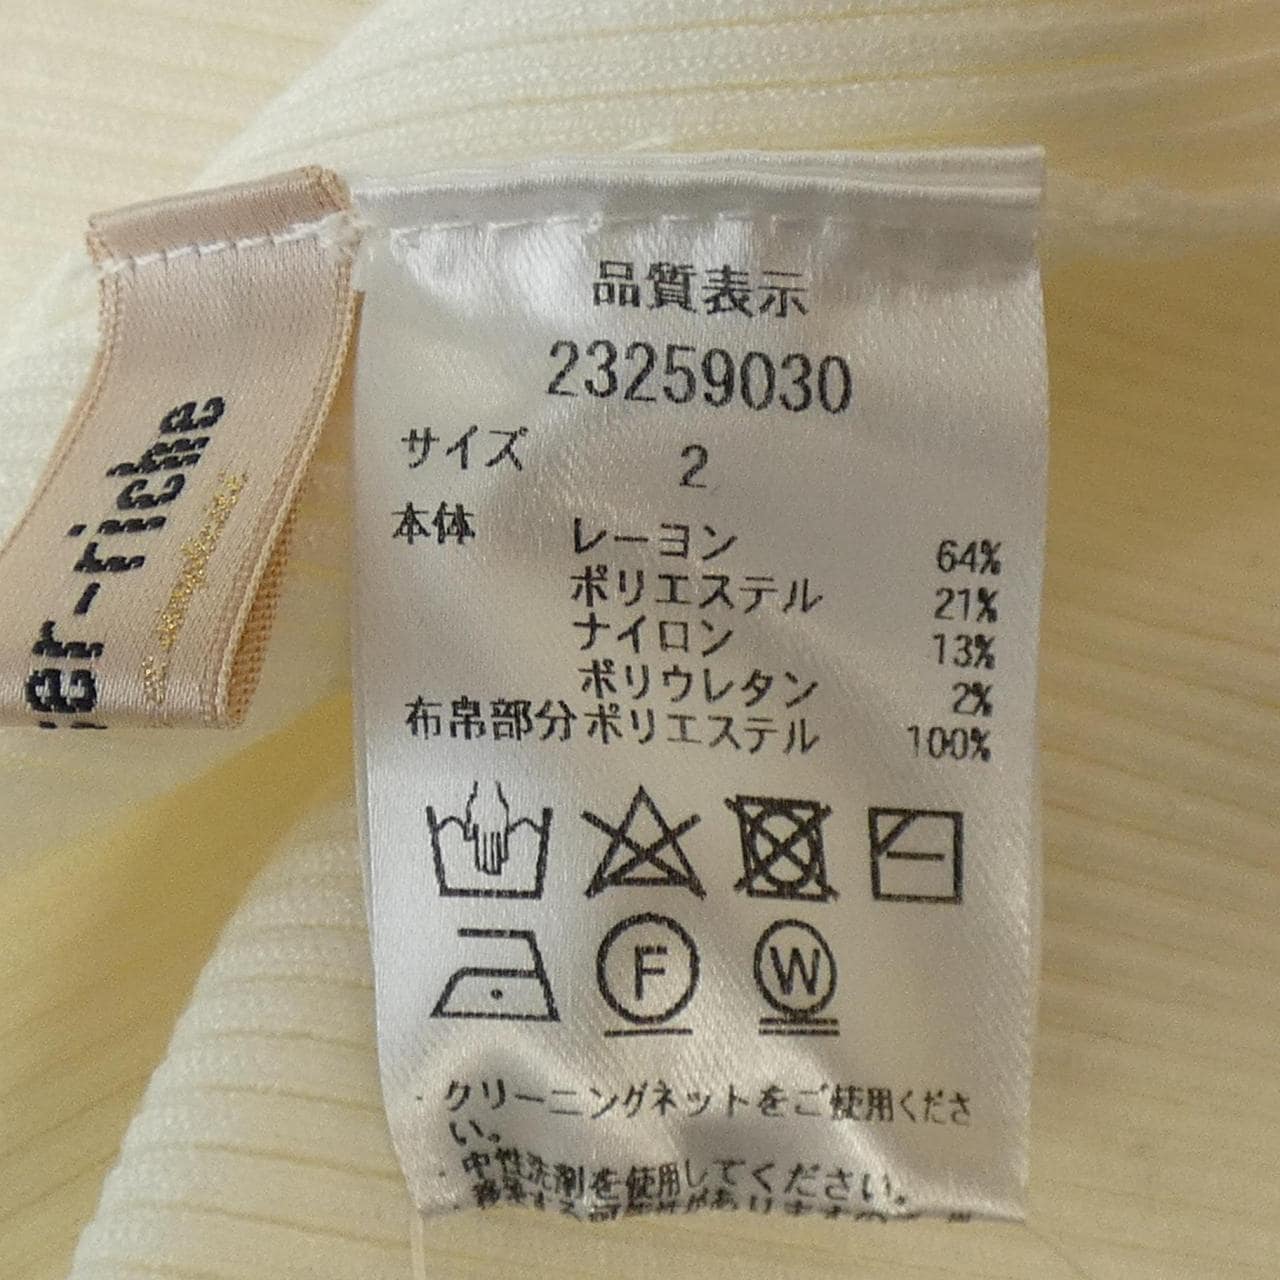 品質表示
23259030
サイズ 2
本体 レーヨン 64%
ポリエステル 21%
ナイロン 13%
ポリウレタン 2%
布帛部分 ポリエステル 100%
F
W
・クリーニングネットをご使用くださ
い。
・中性洗剤を使用してください。
er-riche